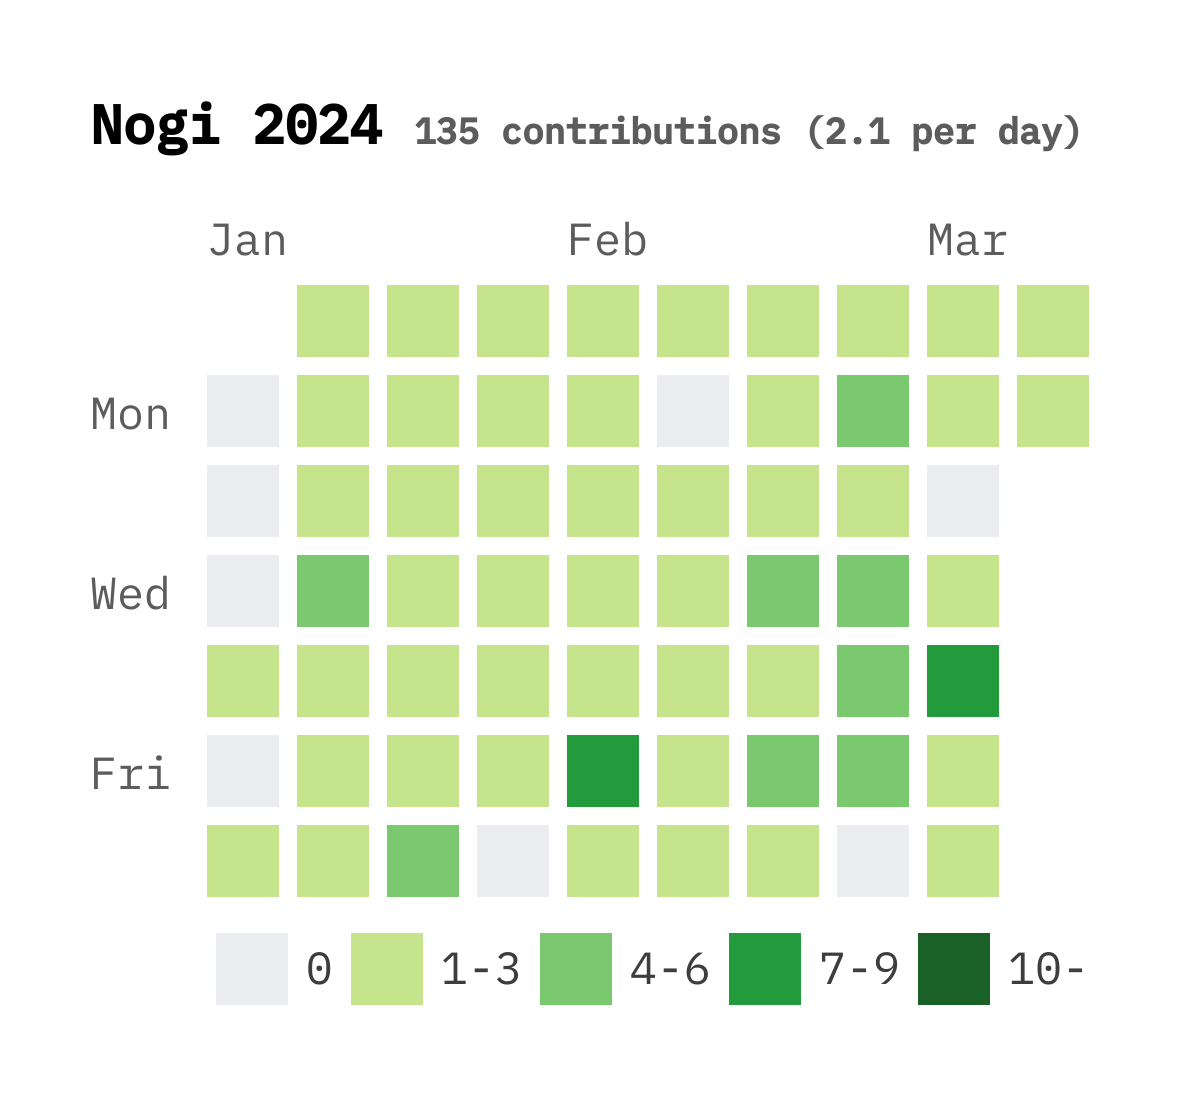 Nogi 2024 135 contributions (2.1 per day)
Jan Feb Mar
Mon
Wed
Fri
0 1-3 4-6 7-9 10-